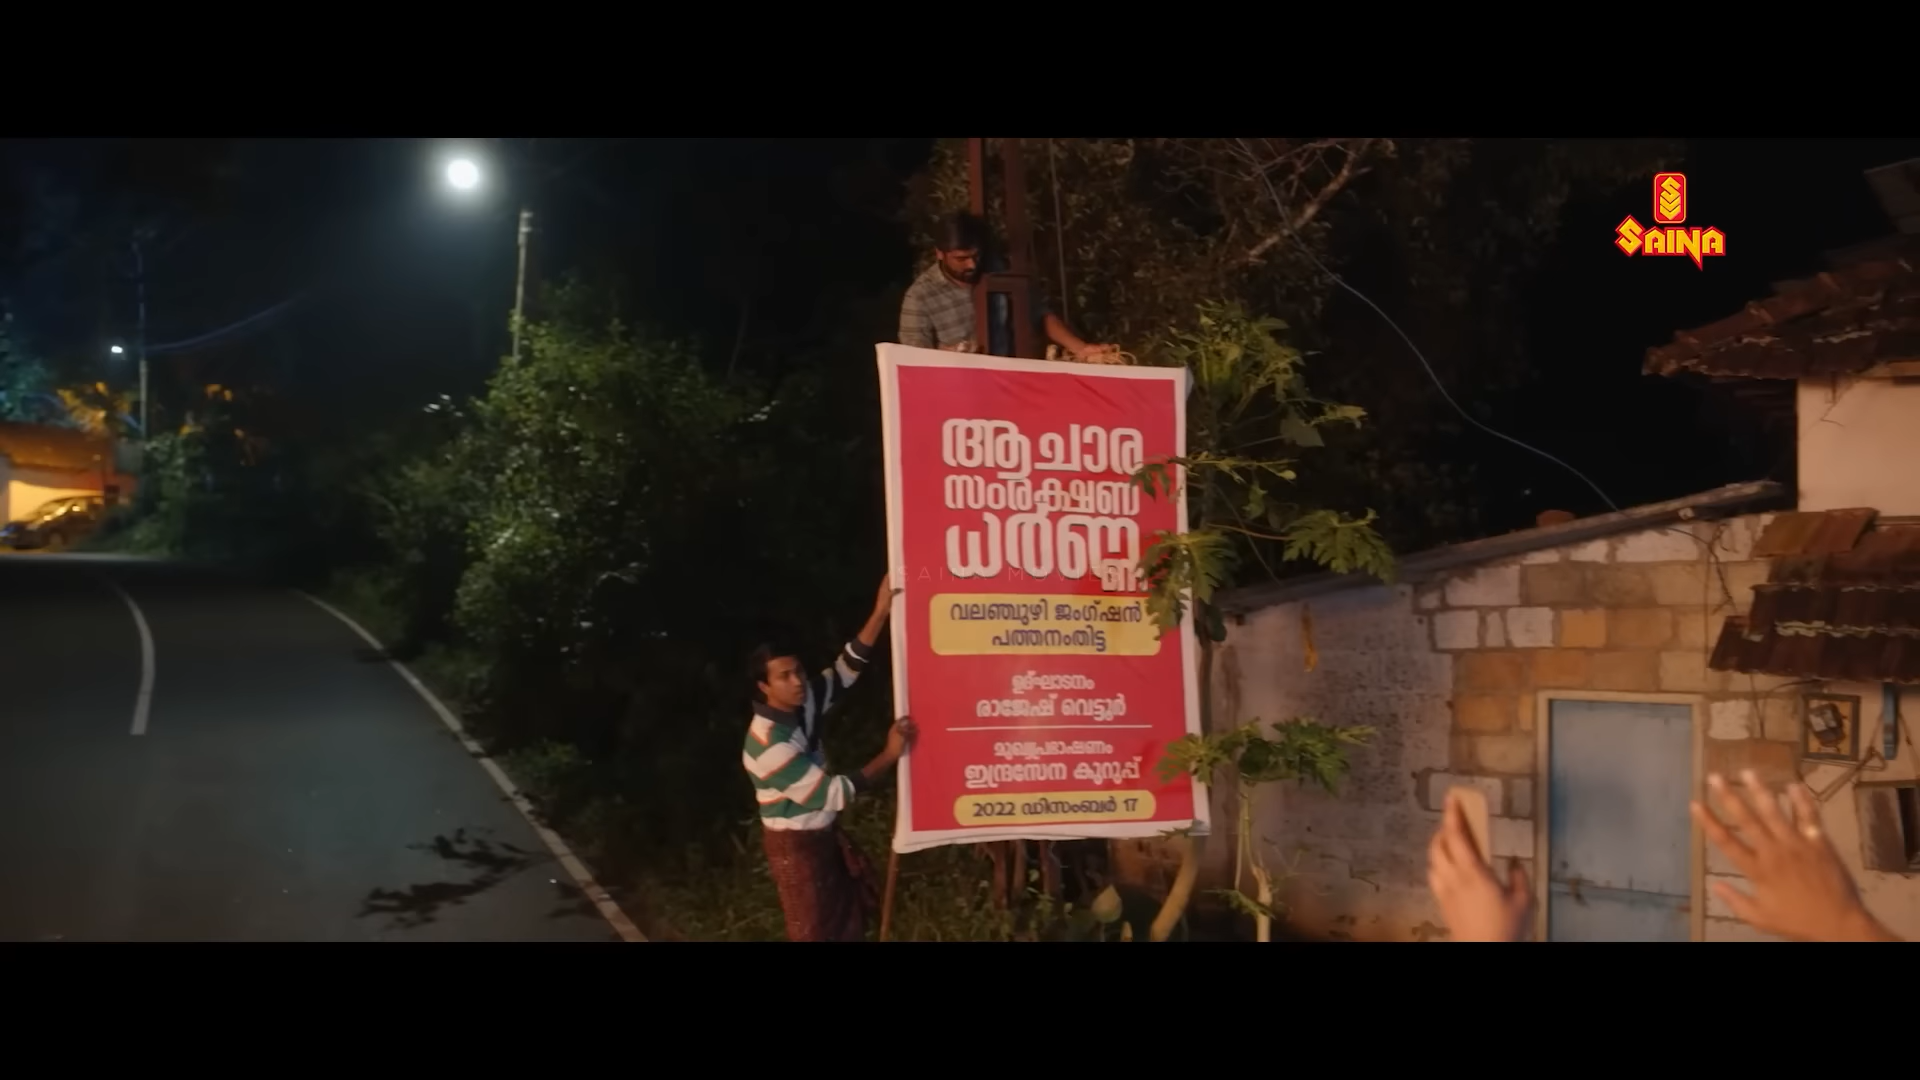 SAINA
ആചാര
സംരക്ഷണ
ധർണ്ണ
വലഞ്ചുഴി ജംഗ്ഷൻ
പത്തനംതിട്ട
ഉദ്ഘാടനം
രാജേഷ് വെട്ടൂർ
മുഖ്യപ്രഭാഷണം
ഇന്ദ്രസേന കുറുപ്പ്
2022 ഡിസംബർ 17